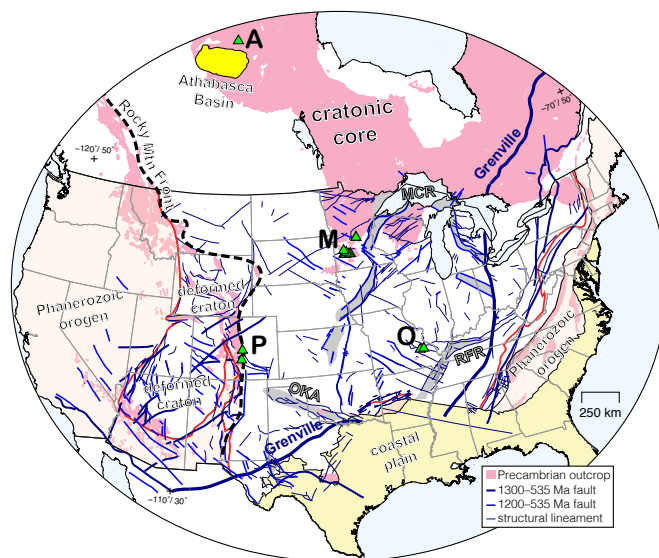 A
Athabasca
Basin
cratonic
core
−70˚/ 50˚
Grenville
−120˚/ 50˚
Rocky Mtn Front
MCR
M
deformed
craton
Phanerozoic
orogen
P
Q
RFR
Phanerozoic
orogen
deformed
craton
OKA
250 km
Grenville
coastal
plain
−110˚/ 30˚
Precambrian outcrop
1300–535 Ma fault
1200–535 Ma fault
structural lineament